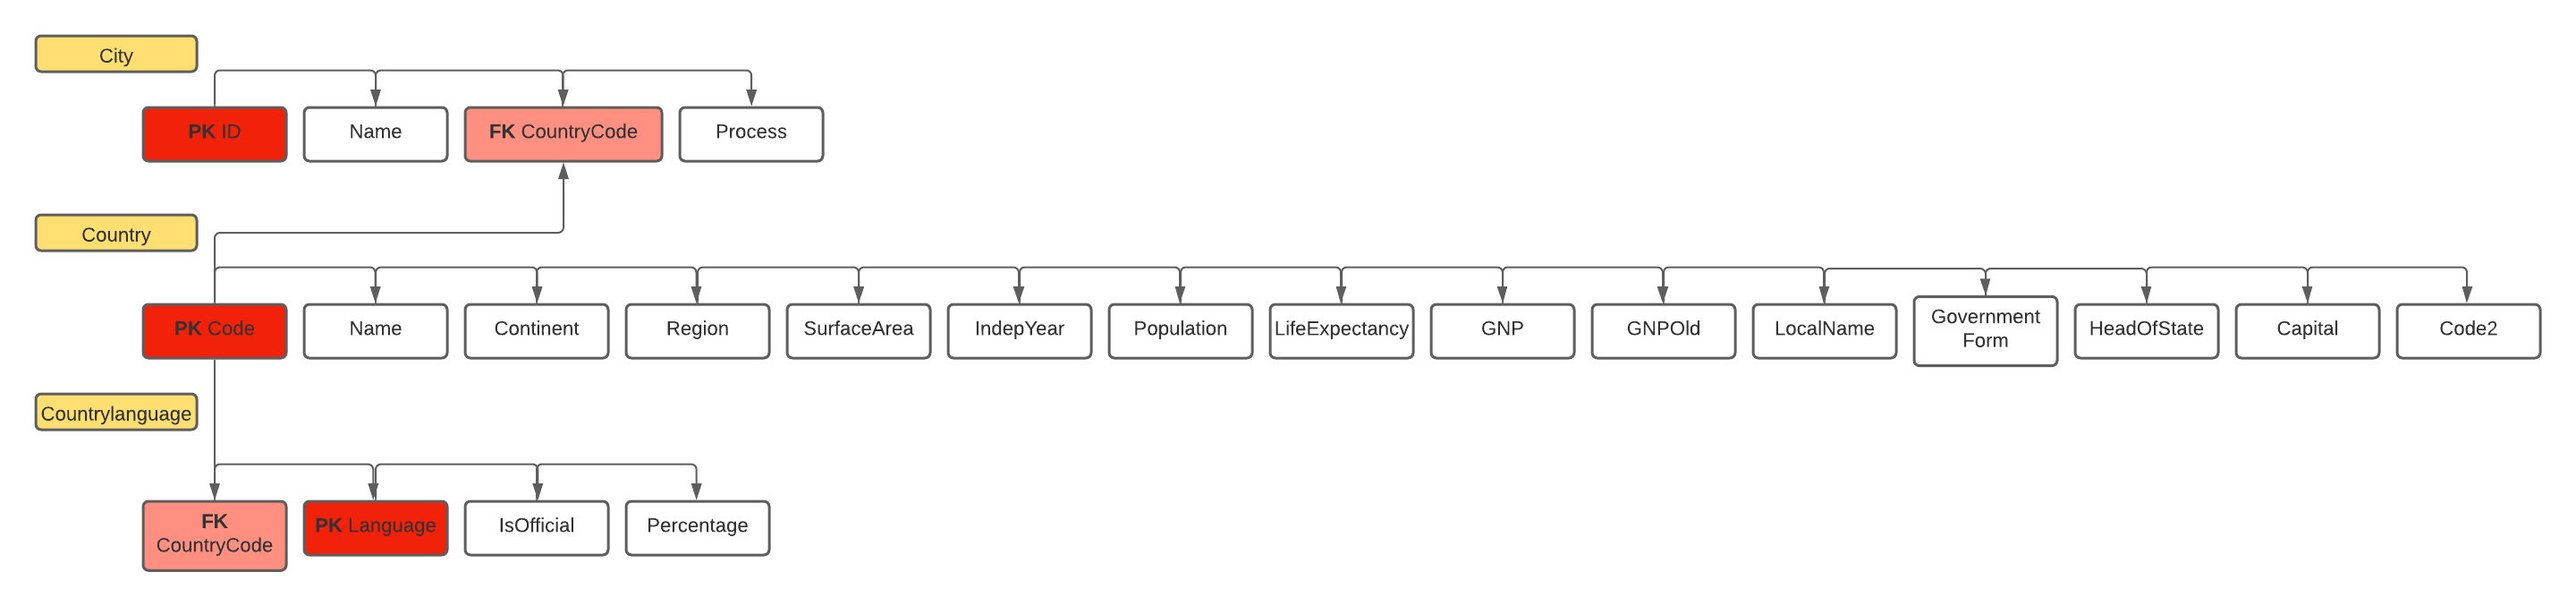 City
PK ID
Name
FK CountryCode
Process
Country
PK Code
Name
Continent
Region
SurfaceArea
IndepYear
Population
LifeExpectancy
GNP
GNPOld
LocalName
Government
Form
HeadOfState
Capital
Code2
Countrylanguage
FK
CountryCode
PK Language
IsOfficial
Percentage